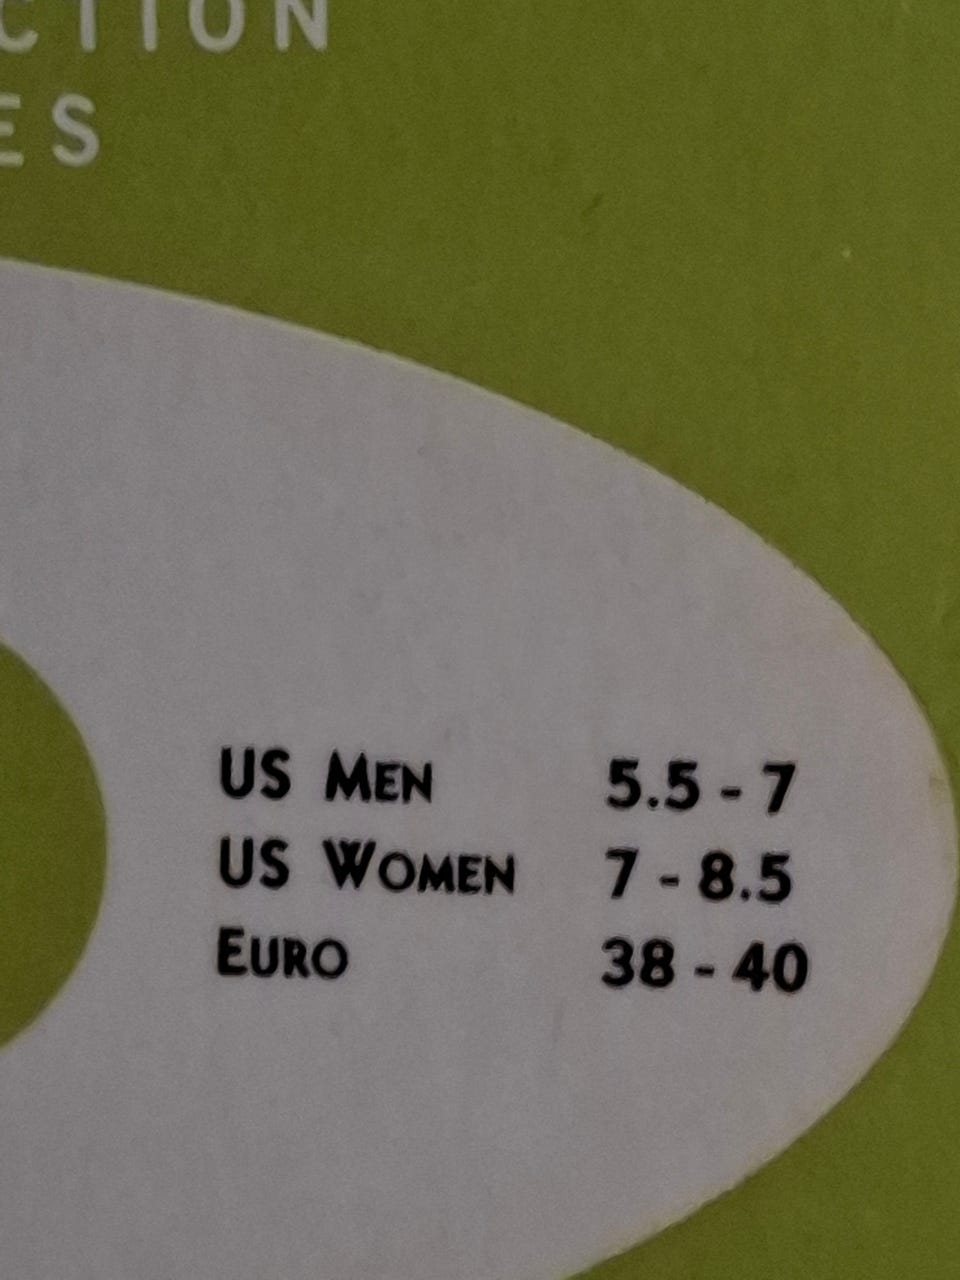 US MEN 5.5 - 7
US WOMEN 7 - 8.5
EURO 38 - 40